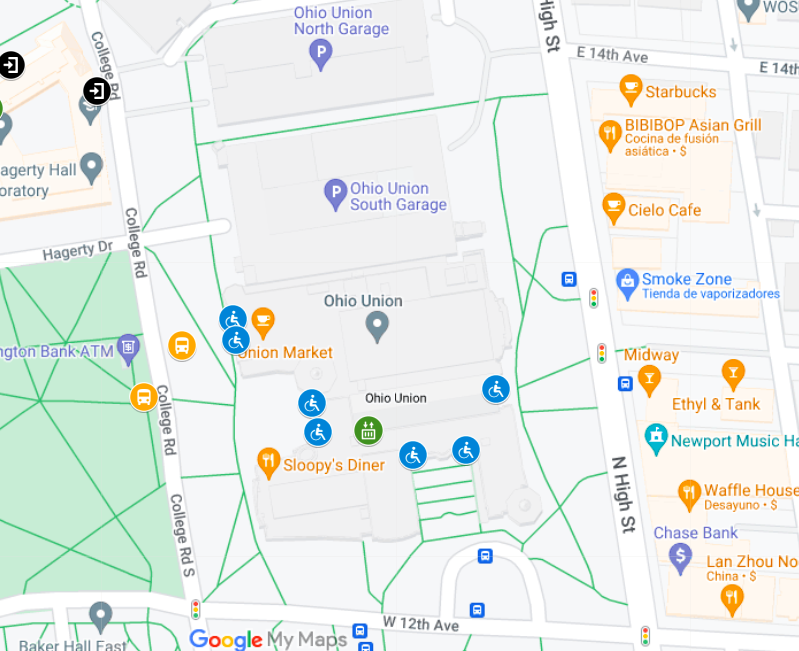 Ohio Union
North Garage
High St
WOS
College Rd
E 14th Ave
E 14th
Starbucks
BIBIBOP Asian Grill
Cocina de fusión
asiática • $
agerty Hall
oratory
Ohio Union
South Garage
Cielo Cafe
College Rd
Hagerty Dr
Smoke Zone
Tienda de vaporizadores
Ohio Union
ngton Bank ATM
Union Market
Midway
College Rd
Ohio Union
Ethyl & Tank
Newport Music Ha
Sloopy's Diner
N High St
Waffle House
Desayuno • $
College Rd S
Chase Bank
Lan Zhou No
China • $
W 12th Ave
Google My Maps
Baker Hall East